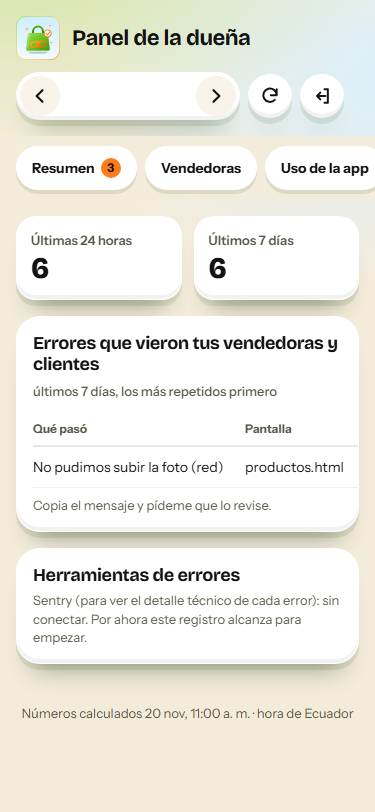 Panel de la dueña
Resumen 3
Vendedoras
Uso de la app
Últimas 24 horas
6
Últimos 7 días
6
Errores que vieron tus vendedoras y
clientes
últimos 7 días, los más repetidos primero
Qué pasó Pantalla
No pudimos subir la foto (red) productos.html
Copia el mensaje y pídeme que lo revise.
Herramientas de errores
Sentry (para ver el detalle técnico de cada error): sin
conectar. Por ahora este registro alcanza para
empezar.
Números calculados 20 nov, 11:00 a. m. · hora de Ecuador